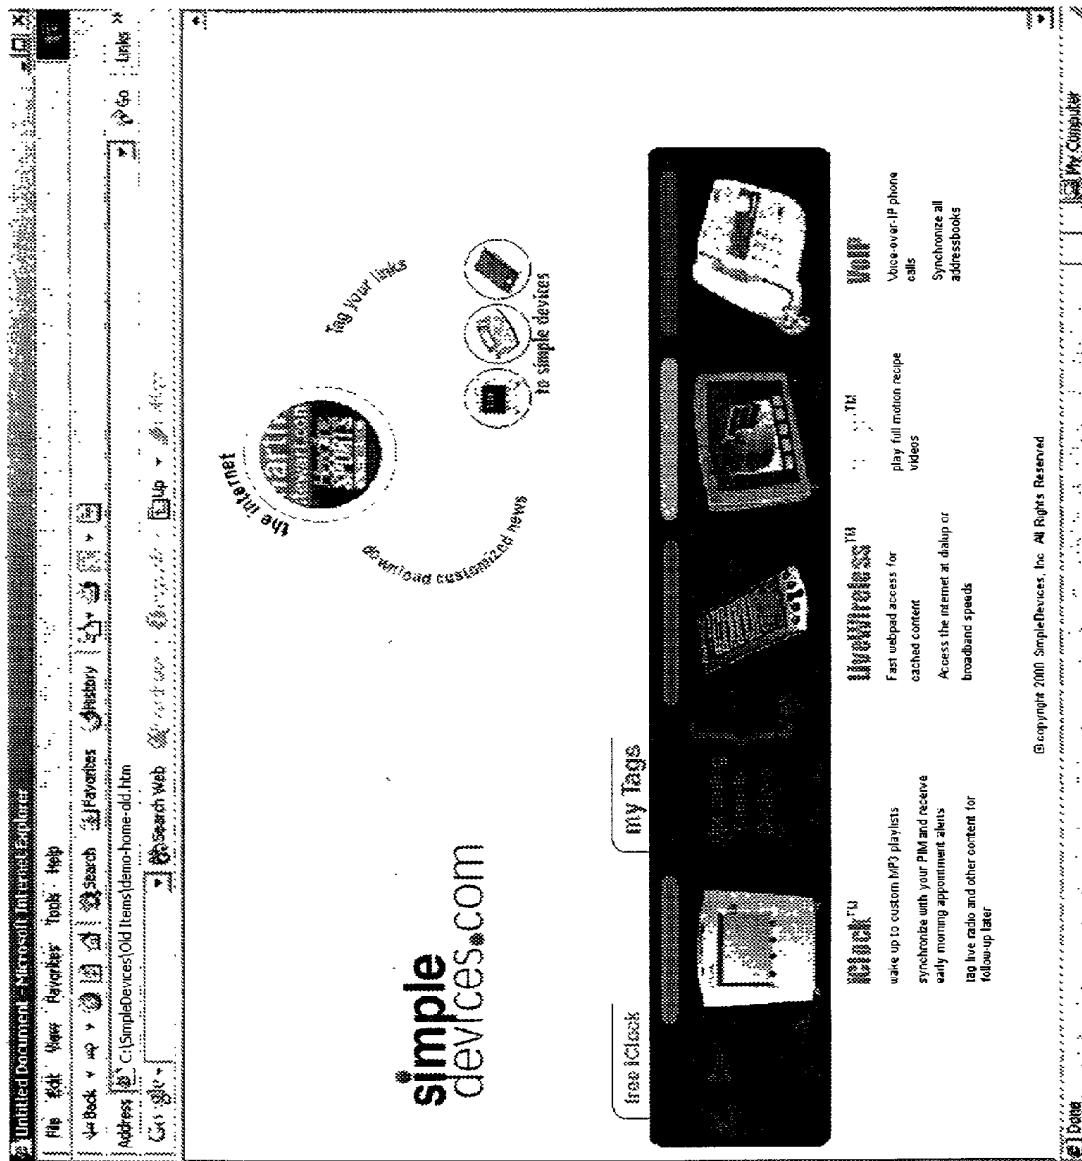 Untitled Document - Microsoft Internet Explorer
File Edit View Favorites Tools Help
Back Search Favorites History
Address C:\SimpleDevices\Old Items\demo-home-old.htm Go Links »
Google Search Web Up
simple
devices.com
the internet
Tag your links
download customized news
to simple devices
free iClock
my Tags
iClock™
wake up to custom MP3 playlists
synchronize with your PIM and receive
early morning appointment alerts
tag live radio and other content for
follow-up later
liveWireless™
Fast webpad access for
cached content
Access the internet at dialup or
broadband speeds
™
play full motion recipe
videos
VoIP
Voice-over-IP phone
calls
Synchronize all
addressbooks
© copyright 2000 SimpleDevices, Inc. All Rights Reserved
Done My Computer